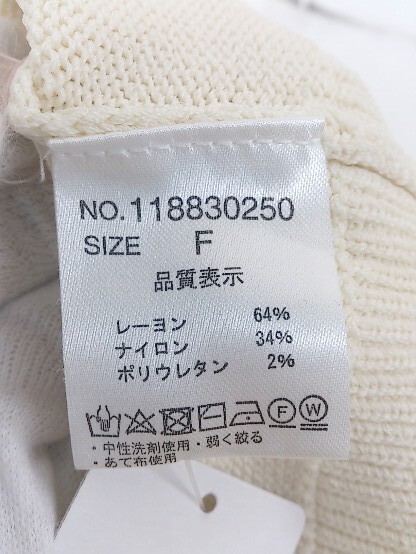 NO.118830250
SIZE F
品質表示
レーヨン 64%
ナイロン 34%
ポリウレタン 2%
F W
・中性洗剤使用・弱く絞る
・あて布使用